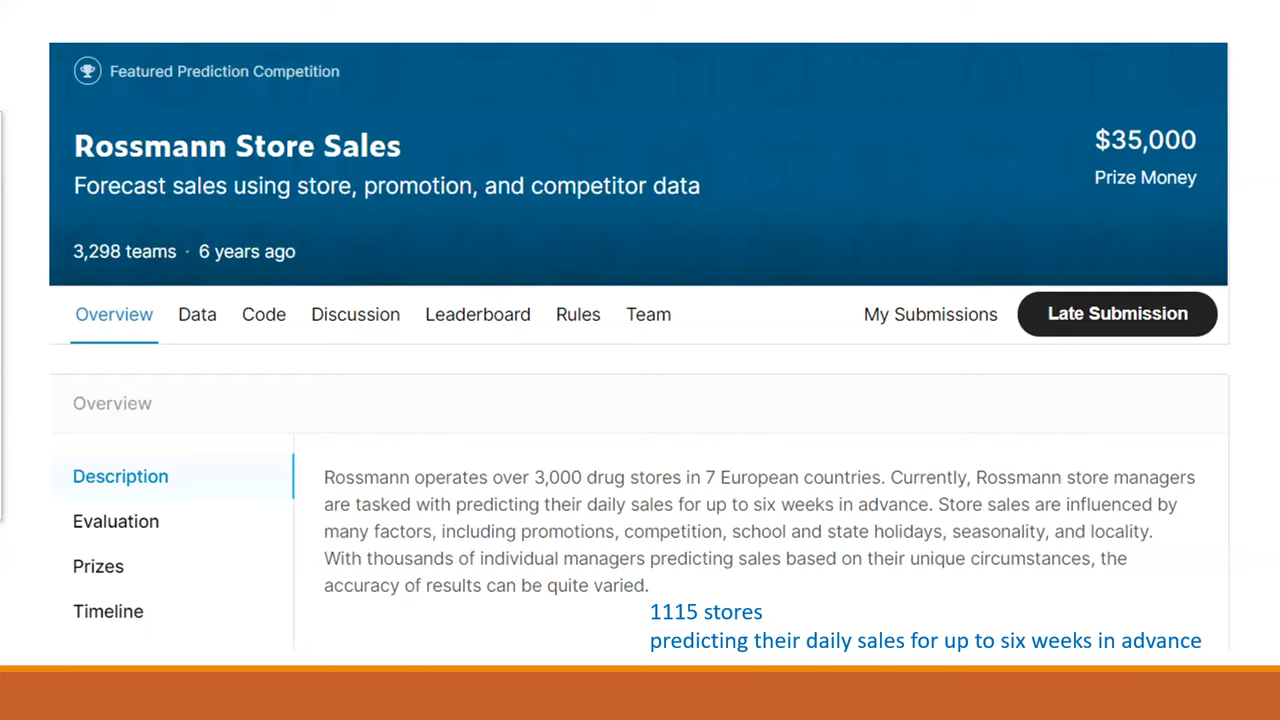 Featured Prediction Competition
Rossmann Store Sales
$35,000
Forecast sales using store, promotion, and competitor data
Prize Money
3,298 teams · 6 years ago
Overview Data Code Discussion Leaderboard Rules Team My Submissions Late Submission
Overview
Description
Evaluation
Prizes
Timeline
Rossmann operates over 3,000 drug stores in 7 European countries. Currently, Rossmann store managers
are tasked with predicting their daily sales for up to six weeks in advance. Store sales are influenced by
many factors, including promotions, competition, school and state holidays, seasonality, and locality.
With thousands of individual managers predicting sales based on their unique circumstances, the
accuracy of results can be quite varied.
1115 stores
predicting their daily sales for up to six weeks in advance